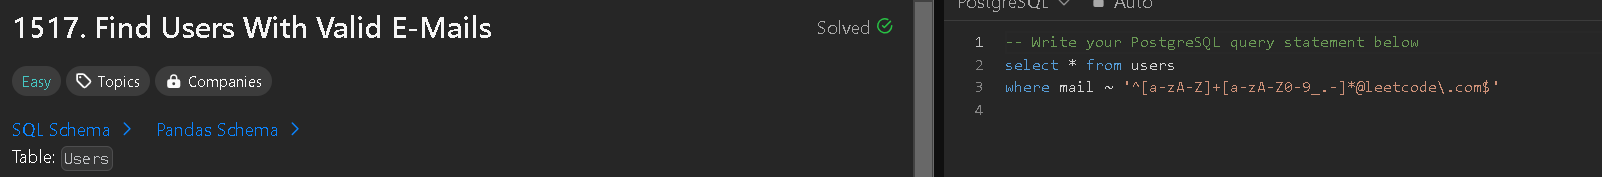 1517. Find Users With Valid E-Mails
Solved
Easy Topics Companies
SQL Schema Pandas Schema
Table: Users
PostgreSQL Auto
1 -- Write your PostgreSQL query statement below
2 select * from users
3 where mail ~ '^[a-zA-Z]+[a-zA-Z0-9_.-]*@leetcode\.com$'
4